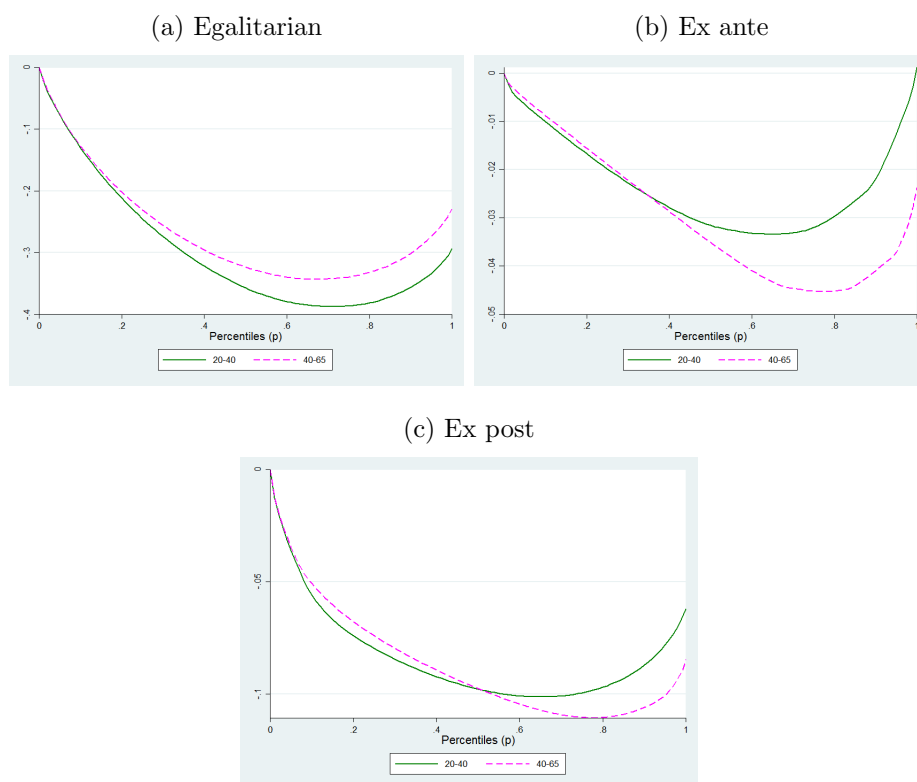 (a) Egalitarian
0
-.1
-.2
-.3
-.4
0 .2 .4 .6 .8 1
Percentiles (p)
20-40 40-65
(b) Ex ante
0
-.01
-.02
-.03
-.04
-.05
0 .2 .4 .6 .8 1
Percentiles (p)
20-40 40-65
(c) Ex post
0
-.05
-.1
0 .2 .4 .6 .8 1
Percentiles (p)
20-40 40-65